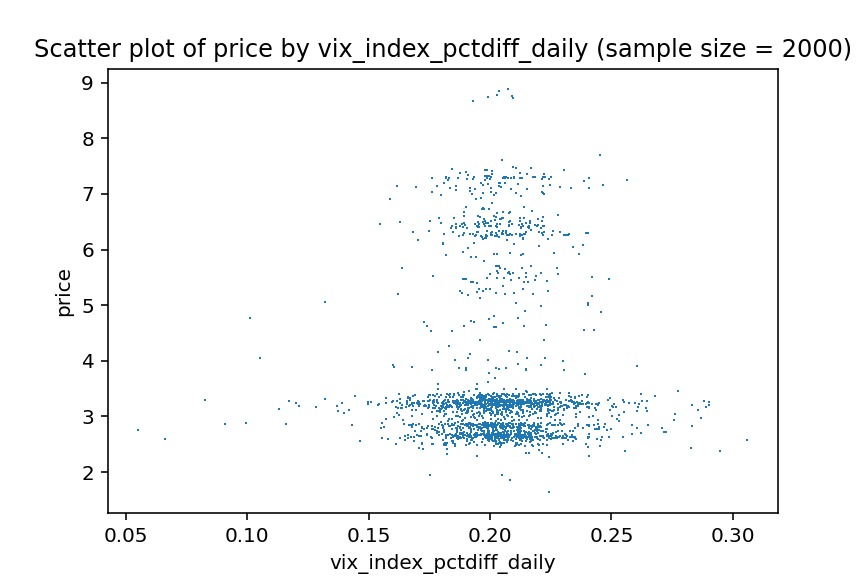 Scatter plot of price by vix_index_pctdiff_daily (sample size = 2000)
9
8
7
6
5
4
3
2
price
0.05 0.10 0.15 0.20 0.25 0.30
vix_index_pctdiff_daily